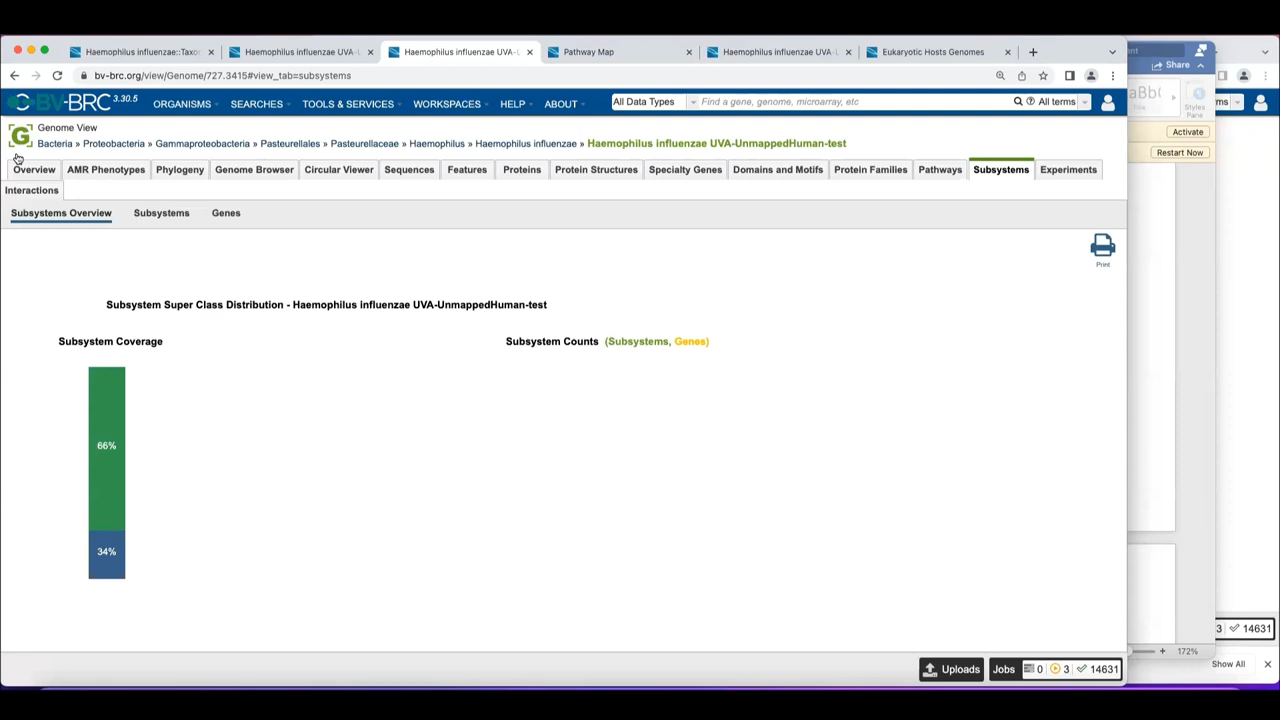 Haemophilus influenzae::Taxo
Haemophilus influenzae UVA-U
Haemophilus influenzae UVA-U
Pathway Map
Haemophilus influenzae UVA-U
Eukaryotic Hosts Genomes
bv-brc.org/view/Genome/727.3415#view_tab=subsystems
Share
BV-BRC 3.30.5
ORGANISMS
SEARCHES
TOOLS & SERVICES
WORKSPACES
HELP
ABOUT
All Data Types
Find a gene, genome, microarray, etc
All terms
Styles Pane
Genome View
Activate
Bacteria » Proteobacteria » Gammaproteobacteria » Pasteurellales » Pasteurellaceae » Haemophilus » Haemophilus influenzae » Haemophilus influenzae UVA-UnmappedHuman-test
Restart Now
Overview
AMR Phenotypes
Phylogeny
Genome Browser
Circular Viewer
Sequences
Features
Proteins
Protein Structures
Specialty Genes
Domains and Motifs
Protein Families
Pathways
Subsystems
Experiments
Interactions
Subsystems Overview
Subsystems
Genes
Print
Subsystem Super Class Distribution - Haemophilus influenzae UVA-UnmappedHuman-test
Subsystem Coverage
Subsystem Counts (Subsystems, Genes)
66%
34%
3 14631
172%
Show All
Uploads
Jobs 0 3 14631